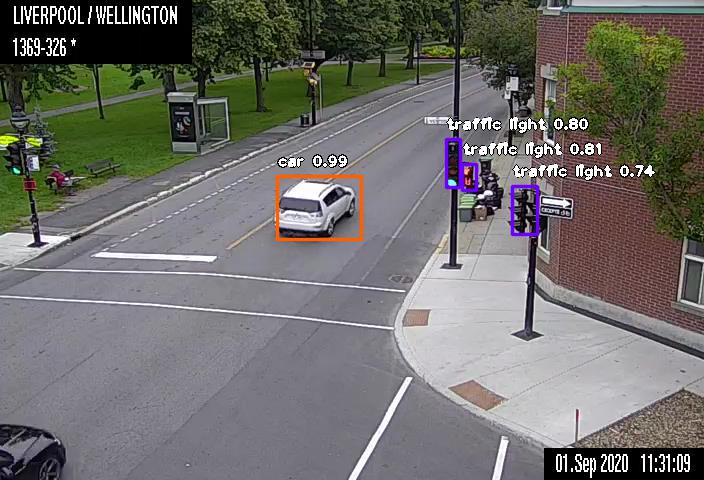 LIVERPOOL / WELLINGTON
1369-326 *
traffic light 0.80
traffic light 0.81
traffic light 0.74
car 0.99
01.Sep 2020 11:31:09